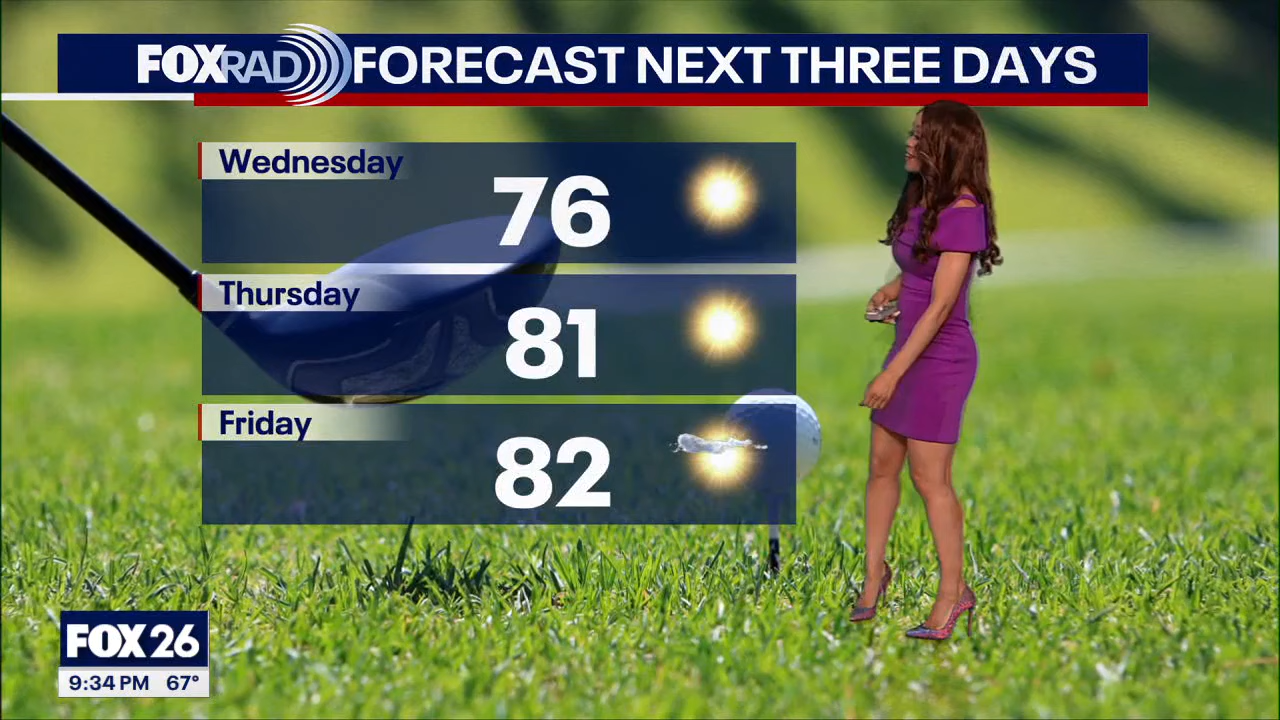 FOXRAD FORECAST NEXT THREE DAYS
Wednesday
76
Thursday
81
Friday
82
FOX 26
9:34 PM 67°